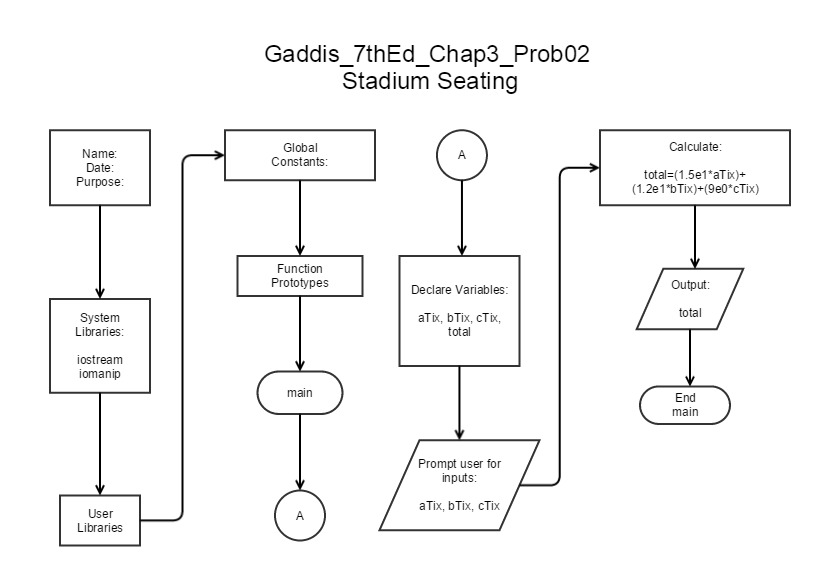 Gaddis_7thEd_Chap3_Prob02
Stadium Seating
Name:
Date:
Purpose:
System
Libraries:
iostream
iomanip
User
Libraries
Global
Constants:
Function
Prototypes
main
A
A
Declare Variables:
aTix, bTix, cTix,
total
Prompt user for
inputs:
aTix, bTix, cTix
Calculate:
total=(1.5e1*aTix)+
(1.2e1*bTix)+(9e0*cTix)
Output:
total
End
main